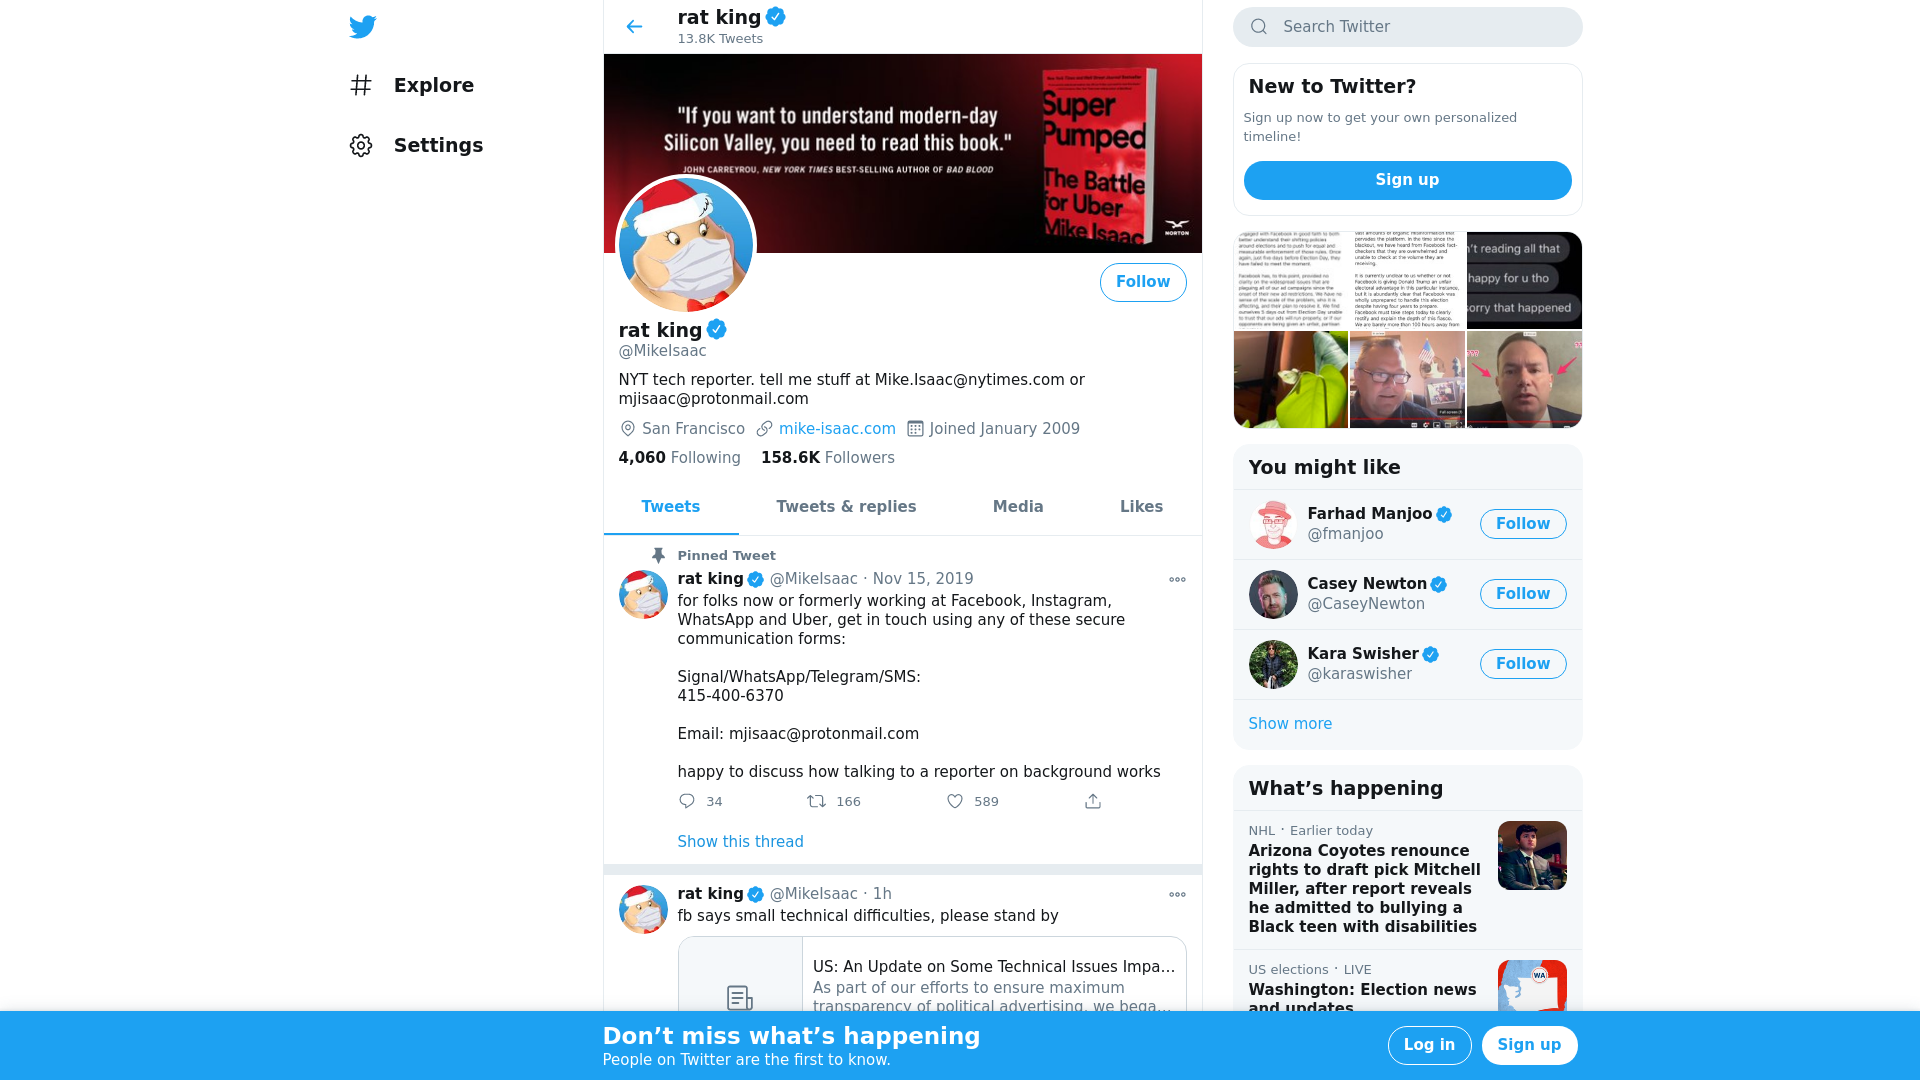 Explore
Settings
rat king
13.8K Tweets
"If you want to understand modern-day
Silicon Valley, you need to read this book."
JOHN CARREYROU, NEW YORK TIMES BEST-SELLING AUTHOR OF BAD BLOOD
Super
Pumped
The Battle
for Uber
Mike Isaac
NORTON
Follow
rat king
@MikeIsaac
NYT tech reporter. tell me stuff at Mike.Isaac@nytimes.com or
mjisaac@protonmail.com
San Francisco mike-isaac.com Joined January 2009
4,060 Following 158.6K Followers
Tweets Tweets & replies Media Likes
Pinned Tweet
rat king @MikeIsaac · Nov 15, 2019
for folks now or formerly working at Facebook, Instagram,
WhatsApp and Uber, get in touch using any of these secure
communication forms:
Signal/WhatsApp/Telegram/SMS:
415-400-6370
Email: mjisaac@protonmail.com
happy to discuss how talking to a reporter on background works
34 166 589
Show this thread
rat king @MikeIsaac · 1h
fb says small technical difficulties, please stand by
US: An Update on Some Technical Issues Impa...
As part of our efforts to ensure maximum
transparency of political advertising, we bega...
Search Twitter
New to Twitter?
Sign up now to get your own personalized
timeline!
Sign up
't reading all that
happy for u tho
orry that happened
You might like
Farhad Manjoo
@fmanjoo
Follow
Casey Newton
@CaseyNewton
Follow
Kara Swisher
@karaswisher
Follow
Show more
What's happening
NHL · Earlier today
Arizona Coyotes renounce
rights to draft pick Mitchell
Miller, after report reveals
he admitted to bullying a
Black teen with disabilities
US elections · LIVE
Washington: Election news
and updates
WA
Don't miss what's happening
People on Twitter are the first to know.
Log in
Sign up